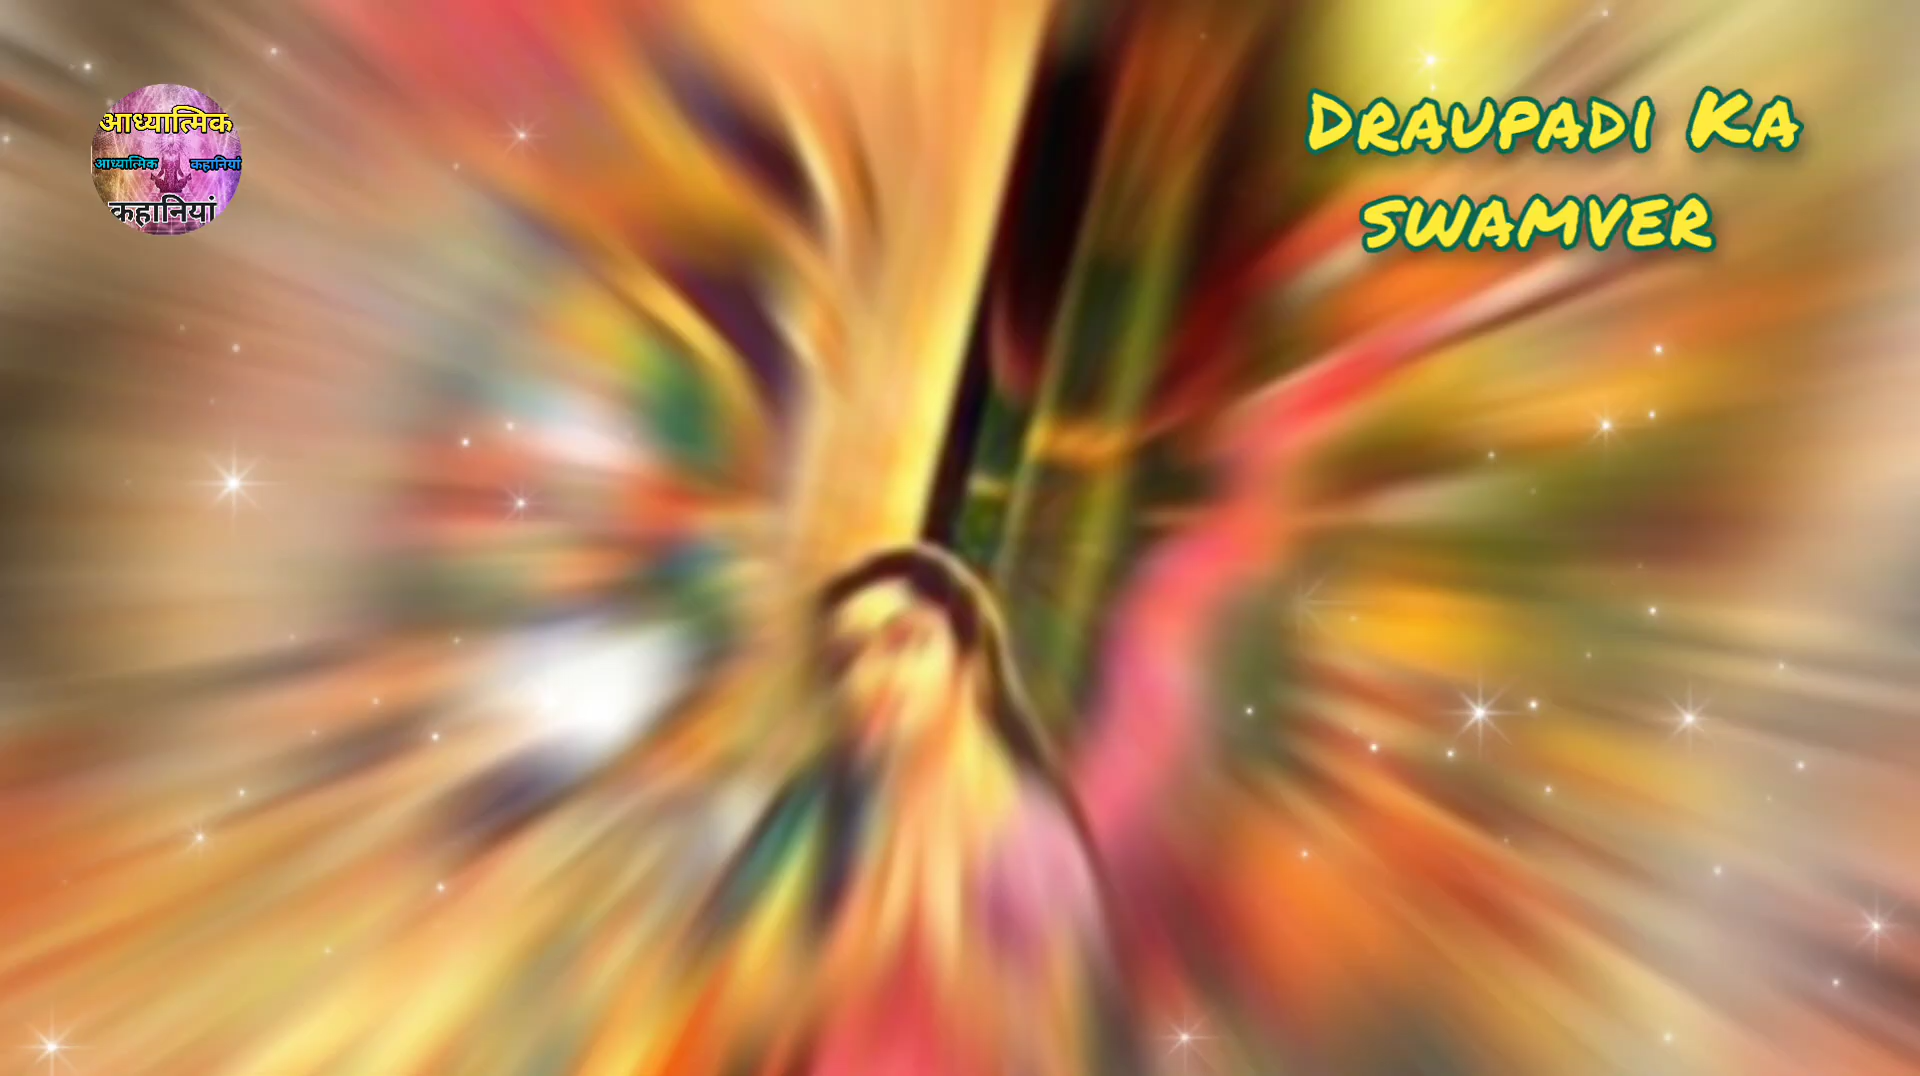 आध्यात्मिक
आध्यात्मिक कहानियां
कहानियां
Draupadi Ka
swamver